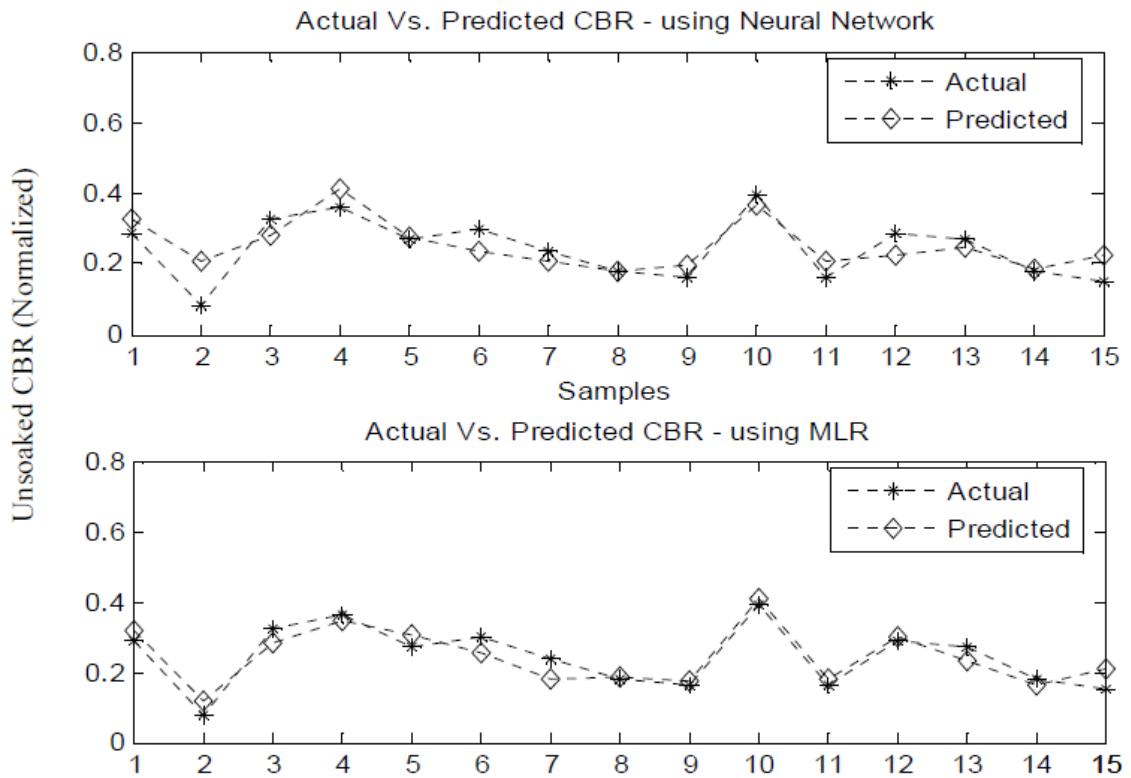 Actual Vs. Predicted CBR - using Neural Network
0.8
0.6
0.4
0.2
0
Actual
Predicted
1 2 3 4 5 6 7 8 9 10 11 12 13 14 15
Samples
Unsoaked CBR (Normalized)
Actual Vs. Predicted CBR - using MLR
0.8
0.6
0.4
0.2
0
Actual
Predicted
1 2 3 4 5 6 7 8 9 10 11 12 13 14 15